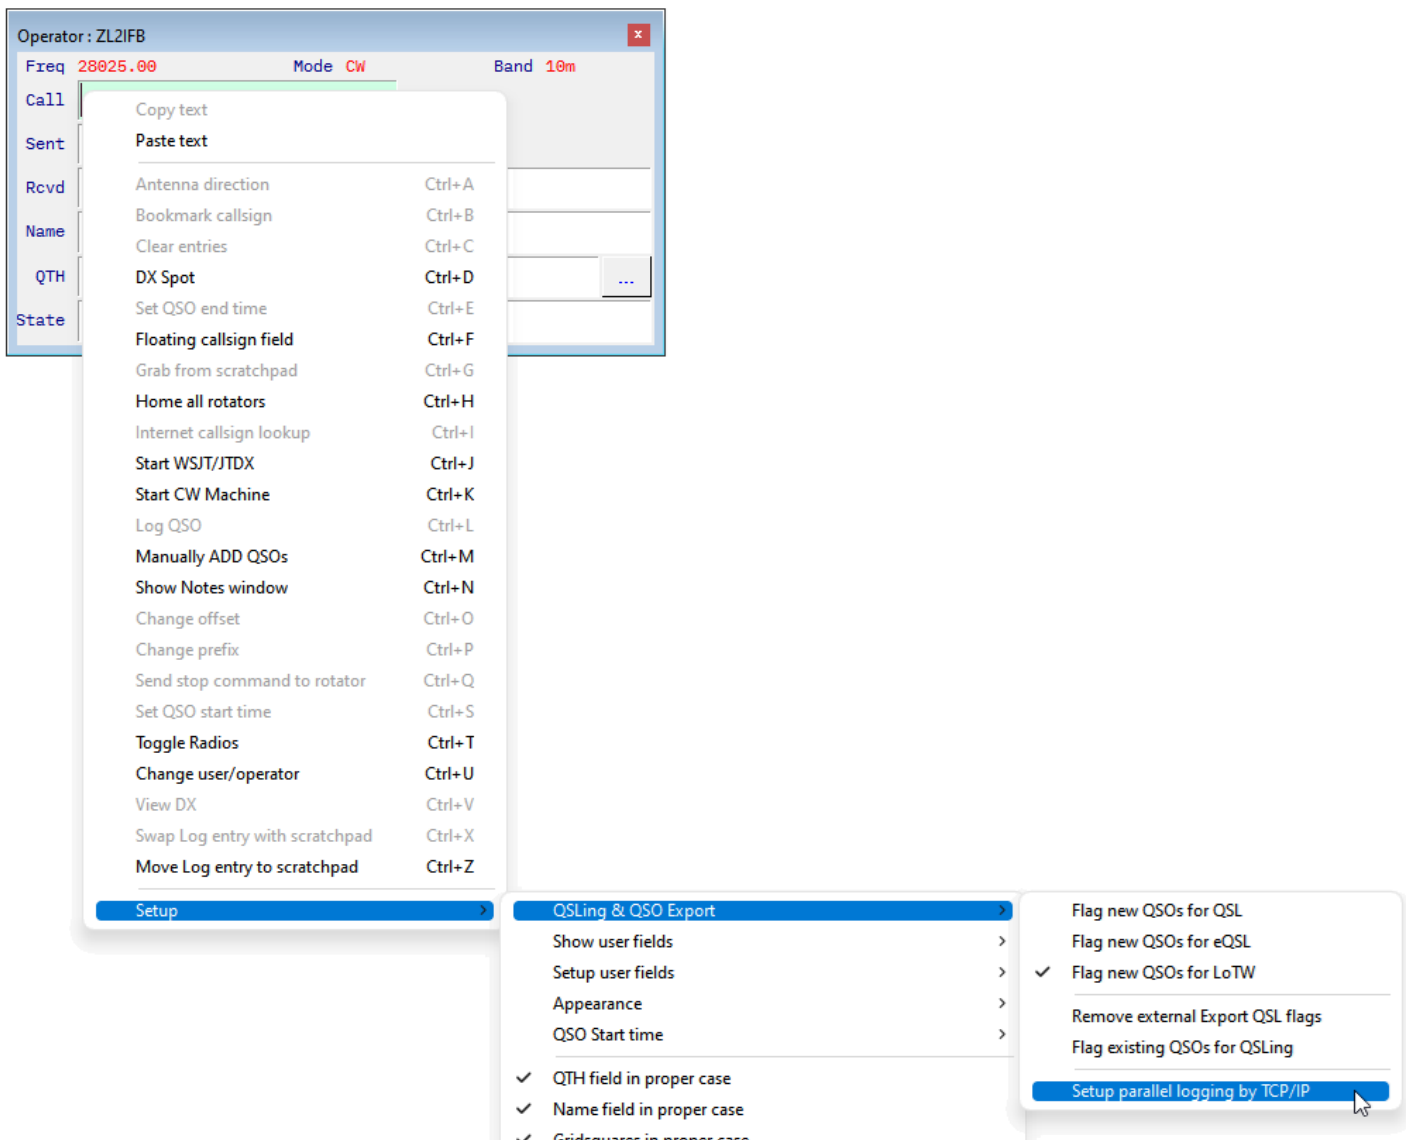 Operator : ZL2IFB x
Freq 28025.00 Mode CW Band 10m
Call
Sent
Rcvd
Name
QTH ...
State
Copy text
Paste text
Antenna direction Ctrl+A
Bookmark callsign Ctrl+B
Clear entries Ctrl+C
DX Spot Ctrl+D
Set QSO end time Ctrl+E
Floating callsign field Ctrl+F
Grab from scratchpad Ctrl+G
Home all rotators Ctrl+H
Internet callsign lookup Ctrl+I
Start WSJT/JTDX Ctrl+J
Start CW Machine Ctrl+K
Log QSO Ctrl+L
Manually ADD QSOs Ctrl+M
Show Notes window Ctrl+N
Change offset Ctrl+O
Change prefix Ctrl+P
Send stop command to rotator Ctrl+Q
Set QSO start time Ctrl+S
Toggle Radios Ctrl+T
Change user/operator Ctrl+U
View DX Ctrl+V
Swap Log entry with scratchpad Ctrl+X
Move Log entry to scratchpad Ctrl+Z
Setup
QSLing & QSO Export
Show user fields
Setup user fields
Appearance
QSO Start time
QTH field in proper case
Name field in proper case
Gridsquares in proper case
Flag new QSOs for QSL
Flag new QSOs for eQSL
Flag new QSOs for LoTW
Remove external Export QSL flags
Flag existing QSOs for QSLing
Setup parallel logging by TCP/IP